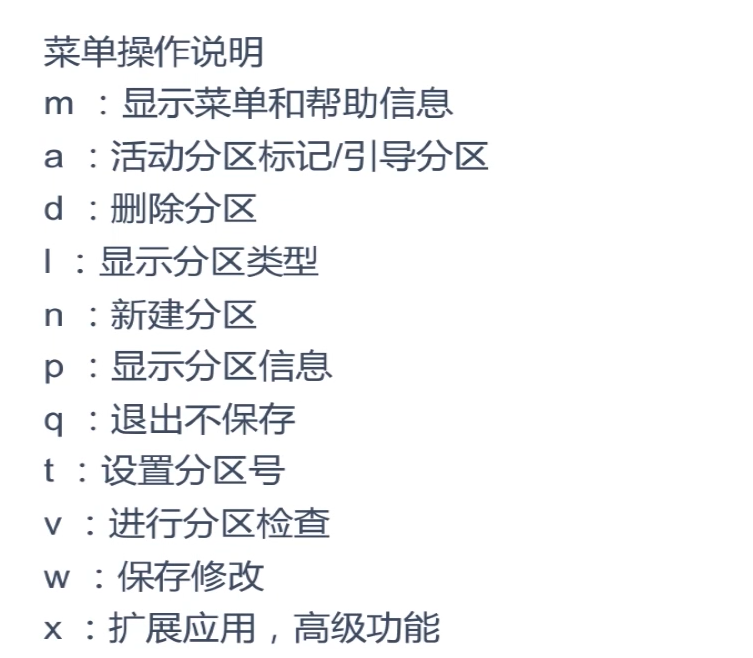 菜单操作说明
m ：显示菜单和帮助信息
a ：活动分区标记/引导分区
d ：删除分区
l ：显示分区类型
n ：新建分区
p ：显示分区信息
q ：退出不保存
t ：设置分区号
v ：进行分区检查
w ：保存修改
x ：扩展应用，高级功能